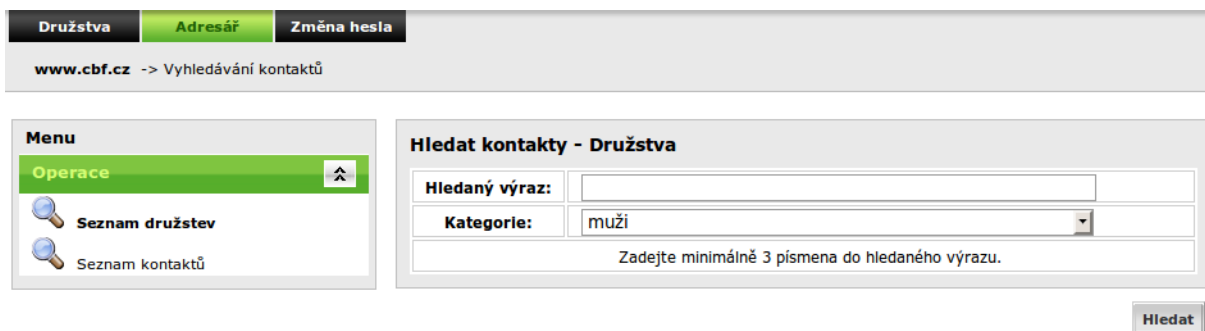 Družstva Adresář Změna hesla
www.cbf.cz -> Vyhledávání kontaktů
Menu
Operace
Seznam družstev
Seznam kontaktů
Hledat kontakty - Družstva
Hledaný výraz:
Kategorie: muži
Zadejte minimálně 3 písmena do hledaného výrazu.
Hledat